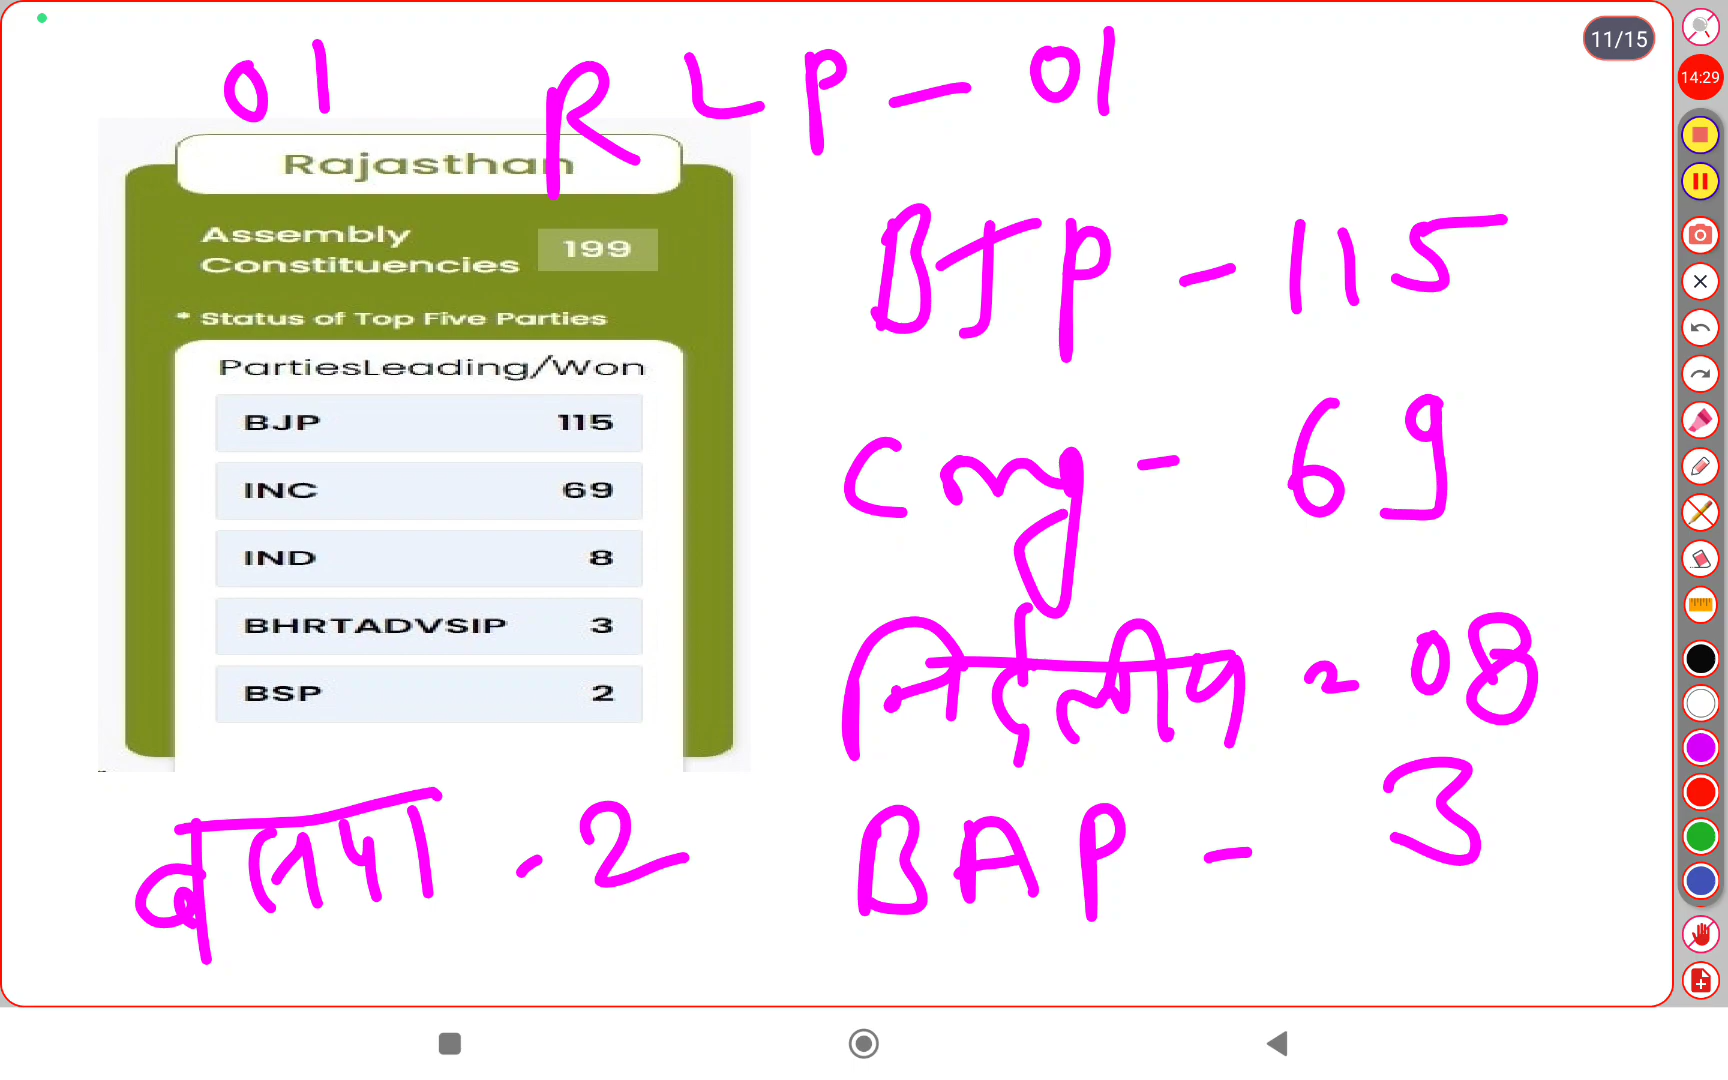 11/15
14:29
01 RLP - 01
Rajasthan
Assembly Constituencies 199
* Status of Top Five Parties
PartiesLeading/Won
BJP 115
INC 69
IND 8
BHRTADVSIP 3
BSP 2
BJP - 115
Cong - 69
निर्दलीय = 08
BAP - 3
बसपा - 2